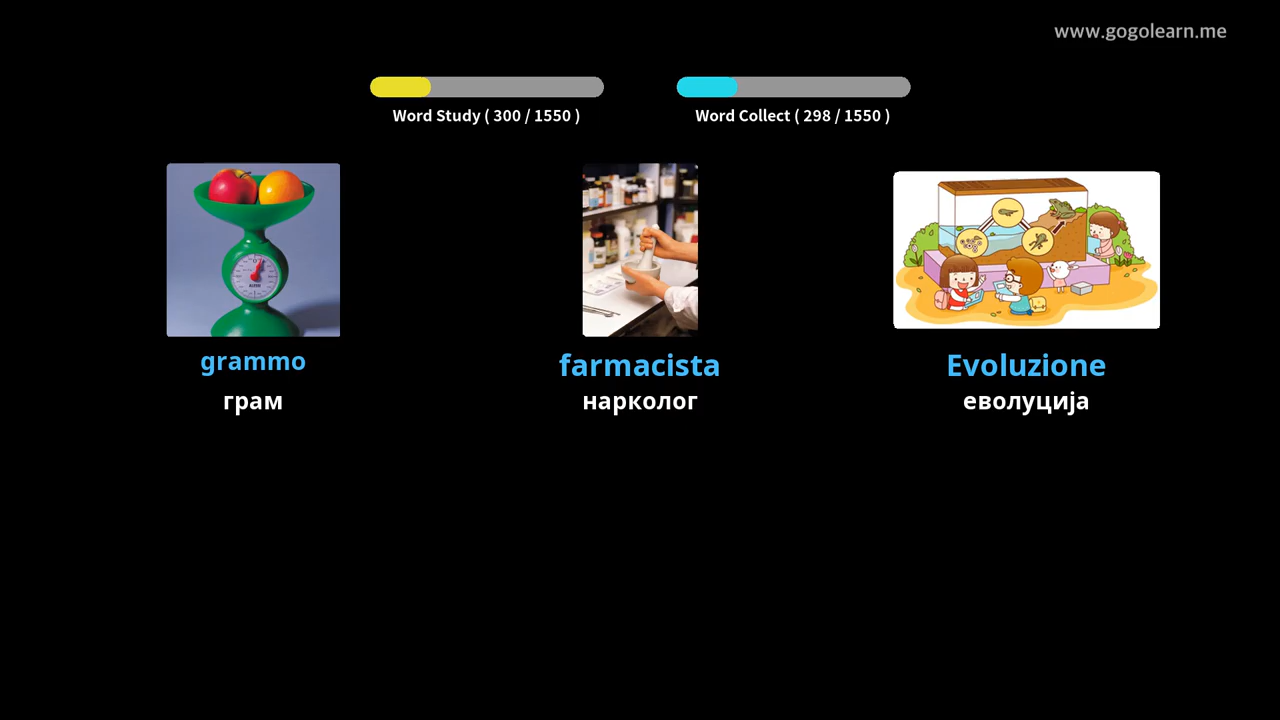 www.gogolearn.me
Word Study ( 300 / 1550 )
Word Collect ( 298 / 1550 )
grammo
farmacista
Evoluzione
грам
нарколог
еволуција